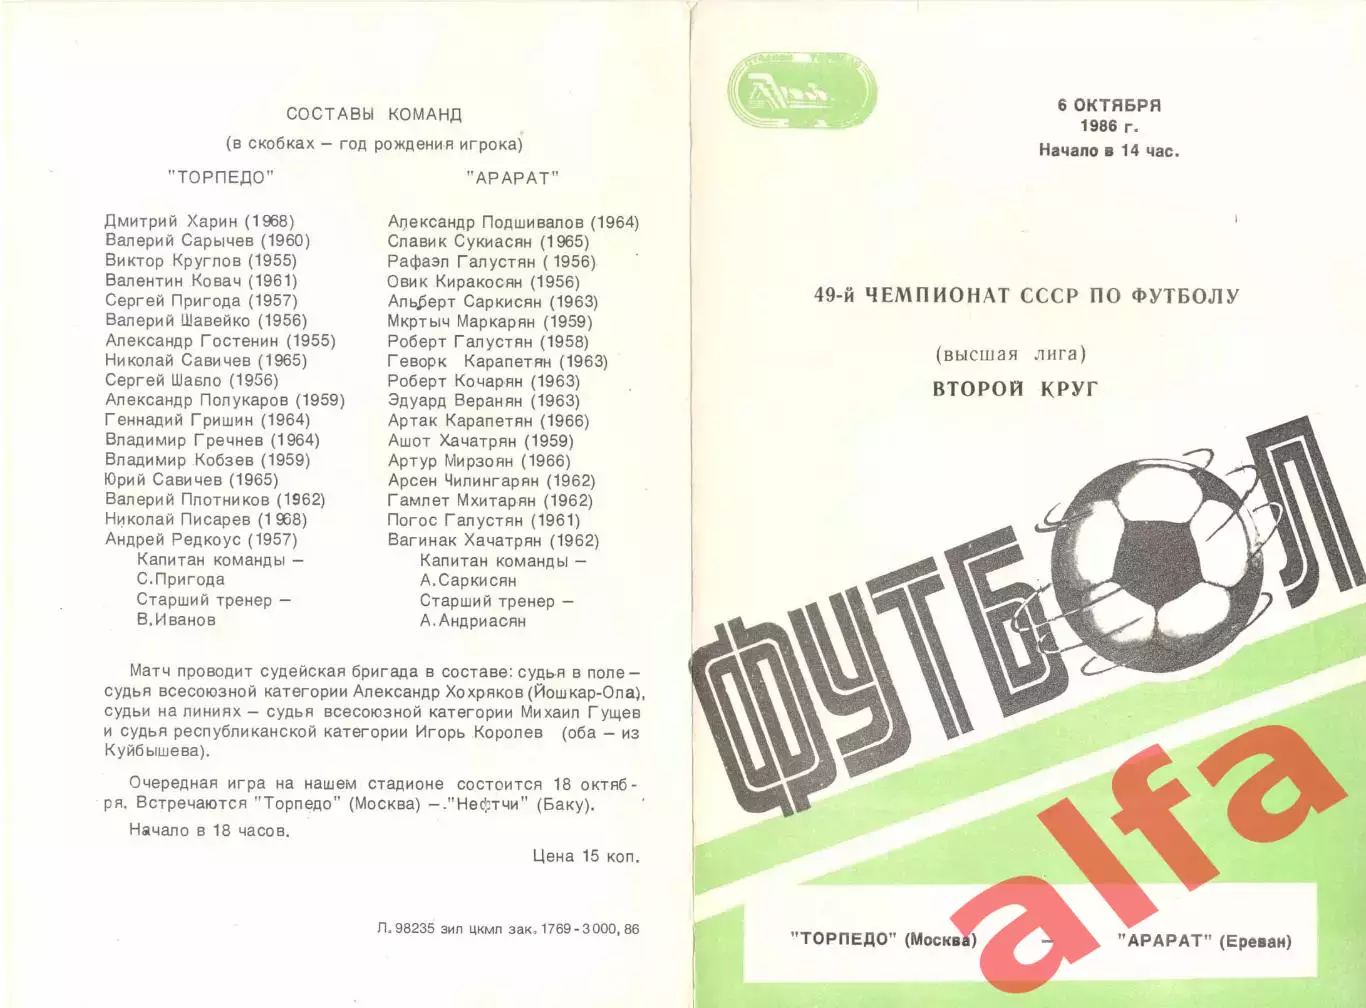 СОСТАВЫ КОМАНД
(в скобках – год рождения игрока)
"ТОРПЕДО"
Дмитрий Харин (1968)
Валерий Сарычев (1960)
Виктор Круглов (1955)
Валентин Ковач (1961)
Сергей Пригода (1957)
Валерий Шавейко (1956)
Александр Гостенин (1955)
Николай Савичев (1965)
Сергей Шабло (1956)
Александр Полукаров (1959)
Геннадий Гришин (1964)
Владимир Гречнев (1964)
Владимир Кобзев (1959)
Юрий Савичев (1965)
Валерий Плотников (1962)
Николай Писарев (1968)
Андрей Редкоус (1957)
Капитан команды –
С.Пригода
Старший тренер –
В.Иванов
"АРАРАТ"
Александр Подшивалов (1964)
Славик Сукиасян (1965)
Рафаэл Галустян (1956)
Овик Киракосян (1956)
Альберт Саркисян (1963)
Мкртыч Маркарян (1959)
Роберт Галустян (1958)
Геворк Карапетян (1963)
Роберт Кочарян (1963)
Эдуард Веранян (1963)
Артак Карапетян (1966)
Ашот Хачатрян (1959)
Артур Мирзоян (1966)
Арсен Чилингарян (1962)
Гамлет Мхитарян (1962)
Погос Галустян (1961)
Вагинак Хачатрян (1962)
Капитан команды –
А.Саркисян
Старший тренер –
А.Андриасян
Матч проводит судейская бригада в составе: судья в поле–
судья всесоюзной категории Александр Хохряков (Йошкар-Ола),
судьи на линиях – судья всесоюзной категории Михаил Гущев
и судья республиканской категории Игорь Королев (оба – из
Куйбышева).
Очередная игра на нашем стадионе состоится 18 октяб-
ря. Встречаются "Торпедо" (Москва) –."Нефтчи" (Баку).
Начало в 18 часов.
Цена 15 коп.
Л. 98235 зил цкмл зак. 1769-3000, 86
СТАДИОН ТОРПЕДО
6 ОКТЯБРЯ
1986 г.
Начало в 14 час.
49-й ЧЕМПИОНАТ СССР ПО ФУТБОЛУ
(высшая лига)
ВТОРОЙ КРУГ
ФУТБОЛ
"ТОРПЕДО" (Москва) – "АРАРАТ" (Ереван)
alfa